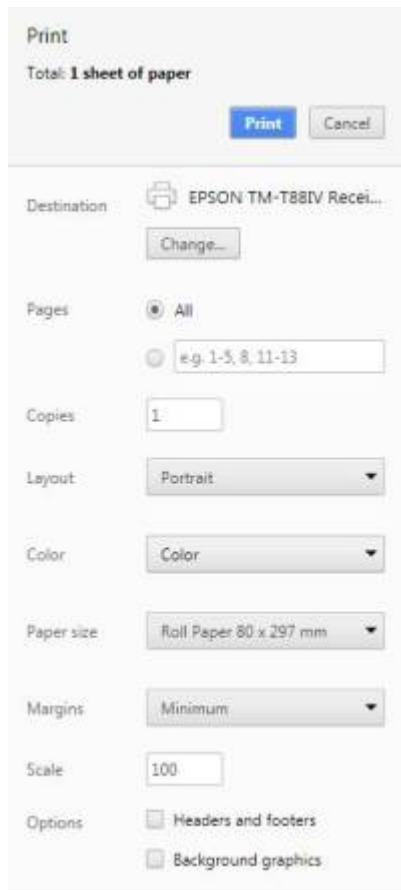 Print
Total: 1 sheet of paper
Print Cancel
Destination EPSON TM-T88IV Recei...
Change...
Pages All
e.g. 1-5, 8, 11-13
Copies 1
Layout Portrait
Color Color
Paper size Roll Paper 80 x 297 mm
Margins Minimum
Scale 100
Options Headers and footers
Background graphics